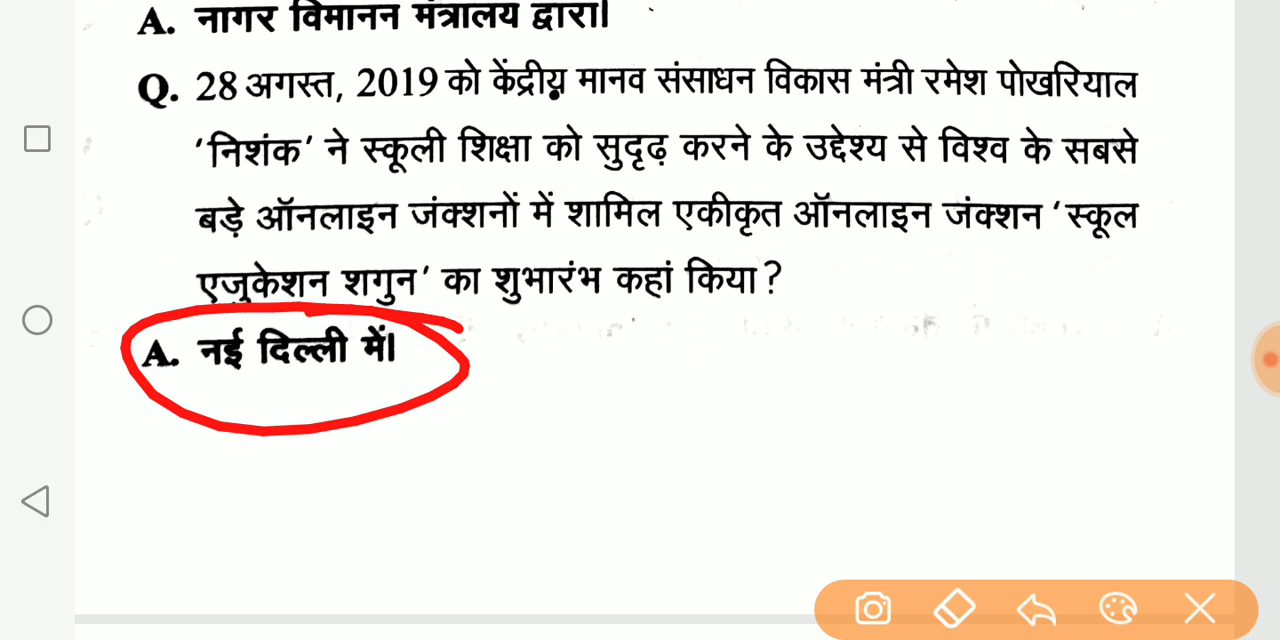 A. नागर विमानन मंत्रालय द्वारा।
Q. 28 अगस्त, 2019 को केंद्रीय मानव संसाधन विकास मंत्री रमेश पोखरियाल
'निशंक' ने स्कूली शिक्षा को सुदृढ़ करने के उद्देश्य से विश्व के सबसे
बड़े ऑनलाइन जंक्शनों में शामिल एकीकृत ऑनलाइन जंक्शन 'स्कूल
एजुकेशन शगुन' का शुभारंभ कहां किया?
A. नई दिल्ली में।